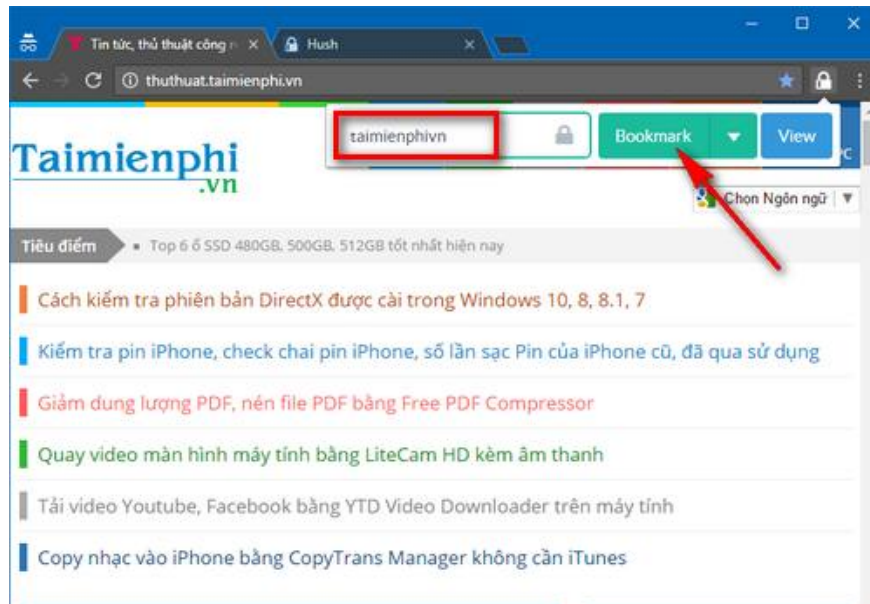 Tin tức, thủ thuật công n
Hush
thuthuat.taimienphi.vn
taimienphivn
Bookmark
View
Taimienphi
.vn
PC
Chọn Ngôn ngữ
Tiêu điểm
Top 6 ổ SSD 480GB, 500GB, 512GB tốt nhất hiện nay
Cách kiểm tra phiên bản DirectX được cài trong Windows 10, 8, 8.1, 7
Kiểm tra pin iPhone, check chai pin iPhone, số lần sạc Pin của iPhone cũ, đã qua sử dụng
Giảm dung lượng PDF, nén file PDF bằng Free PDF Compressor
Quay video màn hình máy tính bằng LiteCam HD kèm âm thanh
Tải video Youtube, Facebook bằng YTD Video Downloader trên máy tính
Copy nhạc vào iPhone bằng CopyTrans Manager không cần iTunes